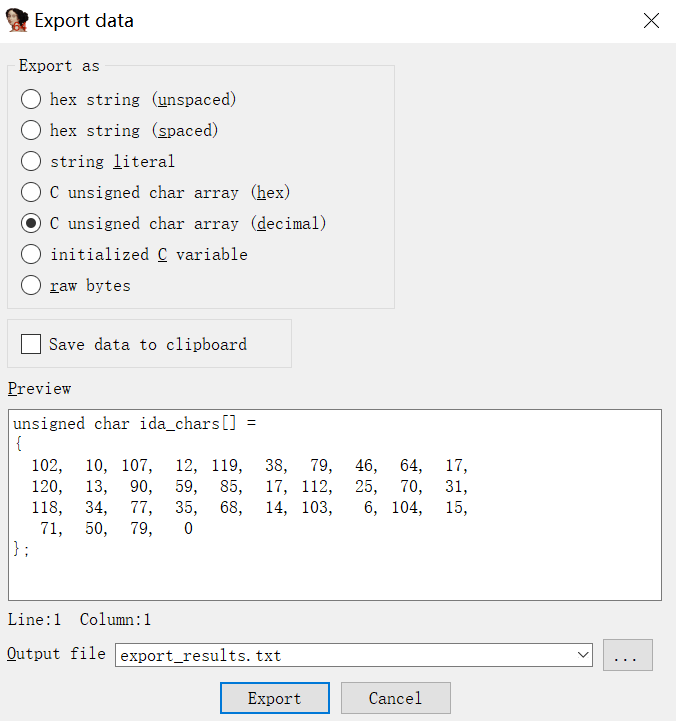 Export data
Export as
hex string (unspaced)
hex string (spaced)
string literal
C unsigned char array (hex)
C unsigned char array (decimal)
initialized C variable
raw bytes
Save data to clipboard
Preview
unsigned char ida_chars[] =
{
  102,  10, 107,  12, 119,  38,  79,  46,  64,  17,
  120,  13,  90,  59,  85,  17, 112,  25,  70,  31,
  118,  34,  77,  35,  68,  14, 103,   6, 104,  15,
   71,  50,  79,   0
};
Line:1  Column:1
Output file export_results.txt ...
Export Cancel